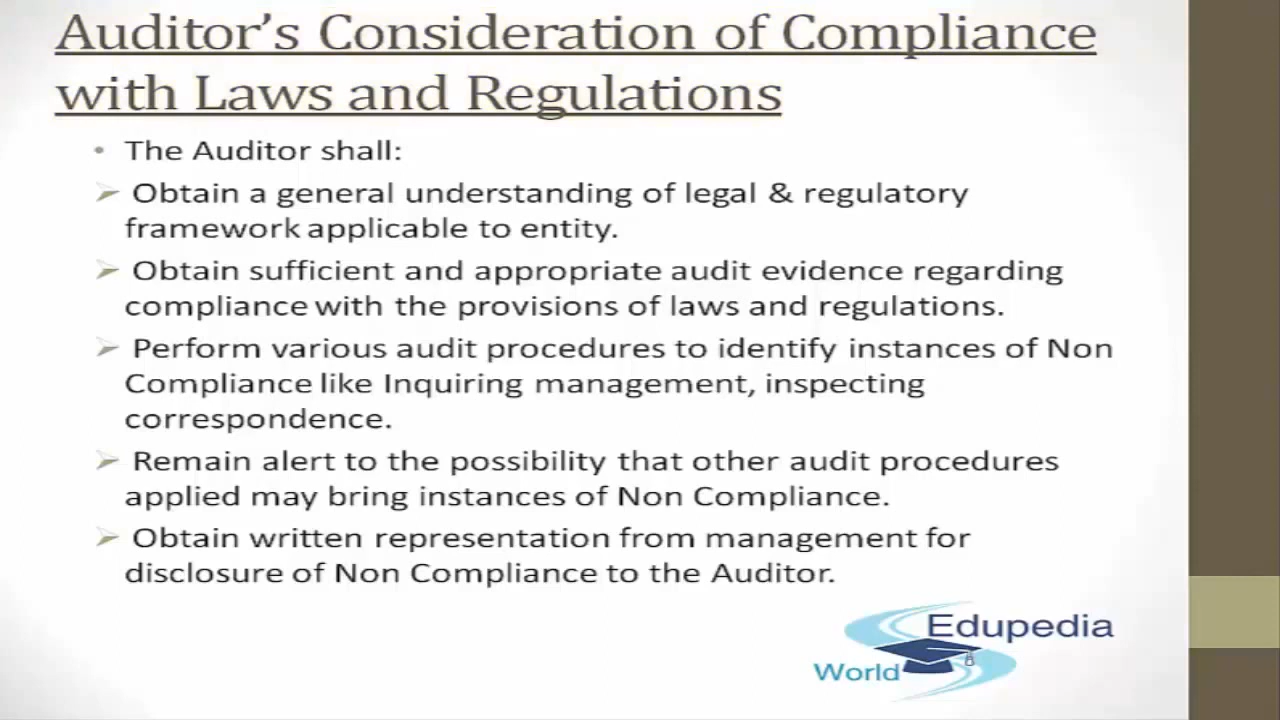 Auditor’s Consideration of Compliance
with Laws and Regulations
• The Auditor shall:
➢ Obtain a general understanding of legal & regulatory
framework applicable to entity.
➢ Obtain sufficient and appropriate audit evidence regarding
compliance with the provisions of laws and regulations.
➢ Perform various audit procedures to identify instances of Non
Compliance like Inquiring management, inspecting
correspondence.
➢ Remain alert to the possibility that other audit procedures
applied may bring instances of Non Compliance.
➢ Obtain written representation from management for
disclosure of Non Compliance to the Auditor.
Edupedia
World